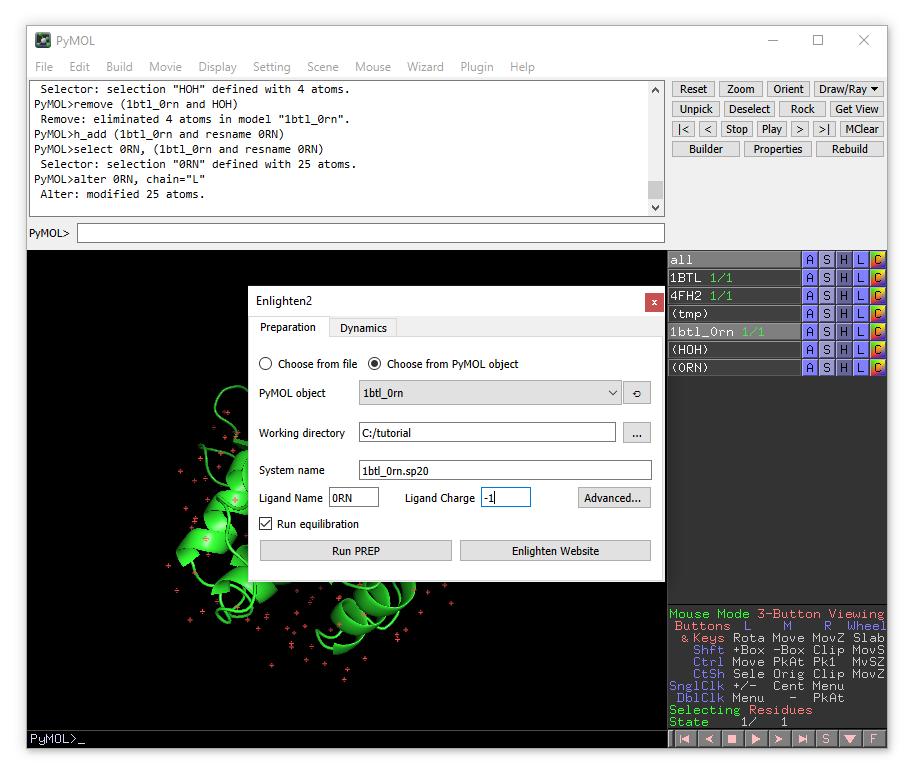 PyMOL
File Edit Build Movie Display Setting Scene Mouse Wizard Plugin Help
Selector: selection "HOH" defined with 4 atoms.
PyMOL>remove (1btl_0rn and HOH)
Remove: eliminated 4 atoms in model "1btl_0rn".
PyMOL>h_add (1btl_0rn and resname 0RN)
PyMOL>select 0RN, (1btl_0rn and resname 0RN)
Selector: selection "0RN" defined with 25 atoms.
PyMOL>alter 0RN, chain="L"
Alter: modified 25 atoms.
PyMOL>
Reset Zoom Orient Draw/Ray
Unpick Deselect Rock Get View
|< < Stop Play > >| MClear
Builder Properties Rebuild
all A S H L C
1BTL 1/1 A S H L C
4FH2 1/1 A S H L C
(tmp) A S H L C
1btl_0rn 1/1 A S H L C
(HOH) A S H L C
(0RN) A S H L C
Enlighten2 x
Preparation Dynamics
Choose from file Choose from PyMOL object
PyMOL object 1btl_0rn
Working directory C:/tutorial ...
System name 1btl_0rn.sp20
Ligand Name 0RN Ligand Charge -1 Advanced...
Run equilibration
Run PREP Enlighten Website
Mouse Mode 3-Button Viewing
Buttons L M R Wheel
& Keys Rota Move MovZ Slab
Shft +Box -Box Clip MovS
Ctrl Move PkAt Pk1 MvSZ
CtSh Sele Orig Clip MovZ
SnglClk +/- Cent Menu
DblClk Menu - PkAt
Selecting Residues
State 1/ 1
PyMOL>_
S F